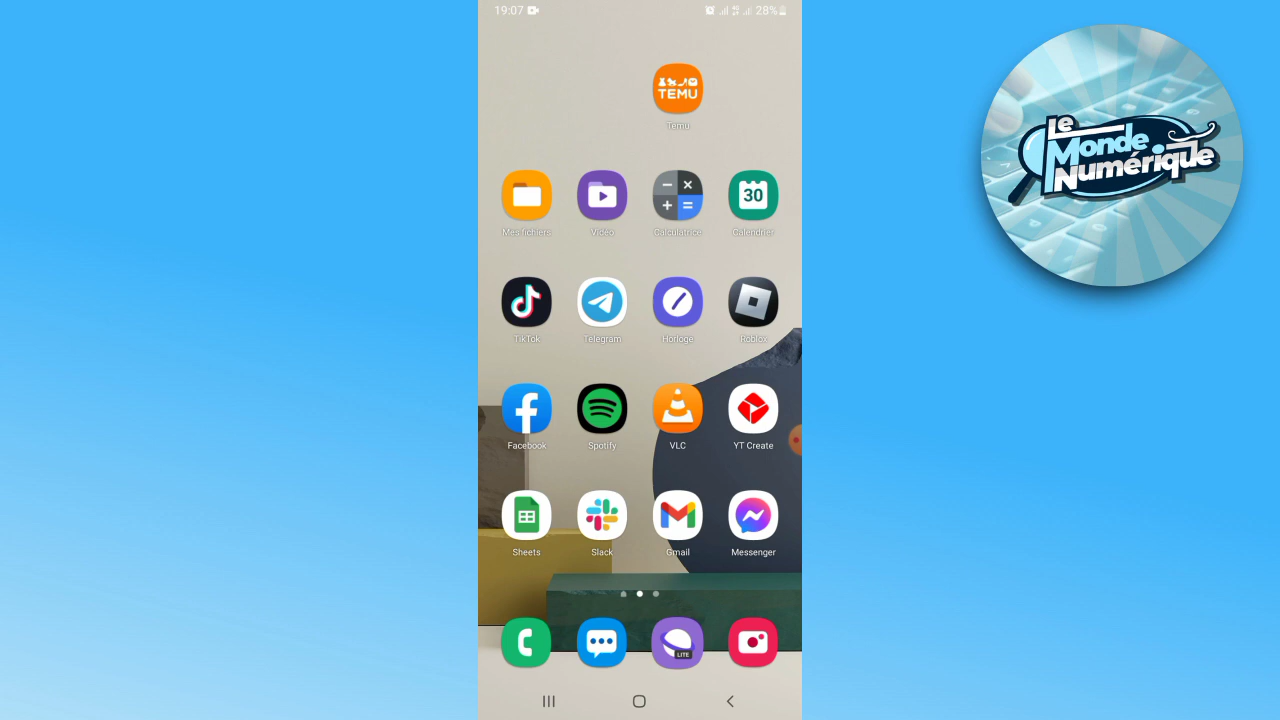 19:07
28%
TEMU
Temu
30
Mes fichiers
Vidéo
Calculatrice
Calendrier
TikTok
Telegram
Horloge
Roblox
Facebook
Spotify
VLC
YT Create
Sheets
Slack
Gmail
Messenger
LITE
Le
Monde
Numérique